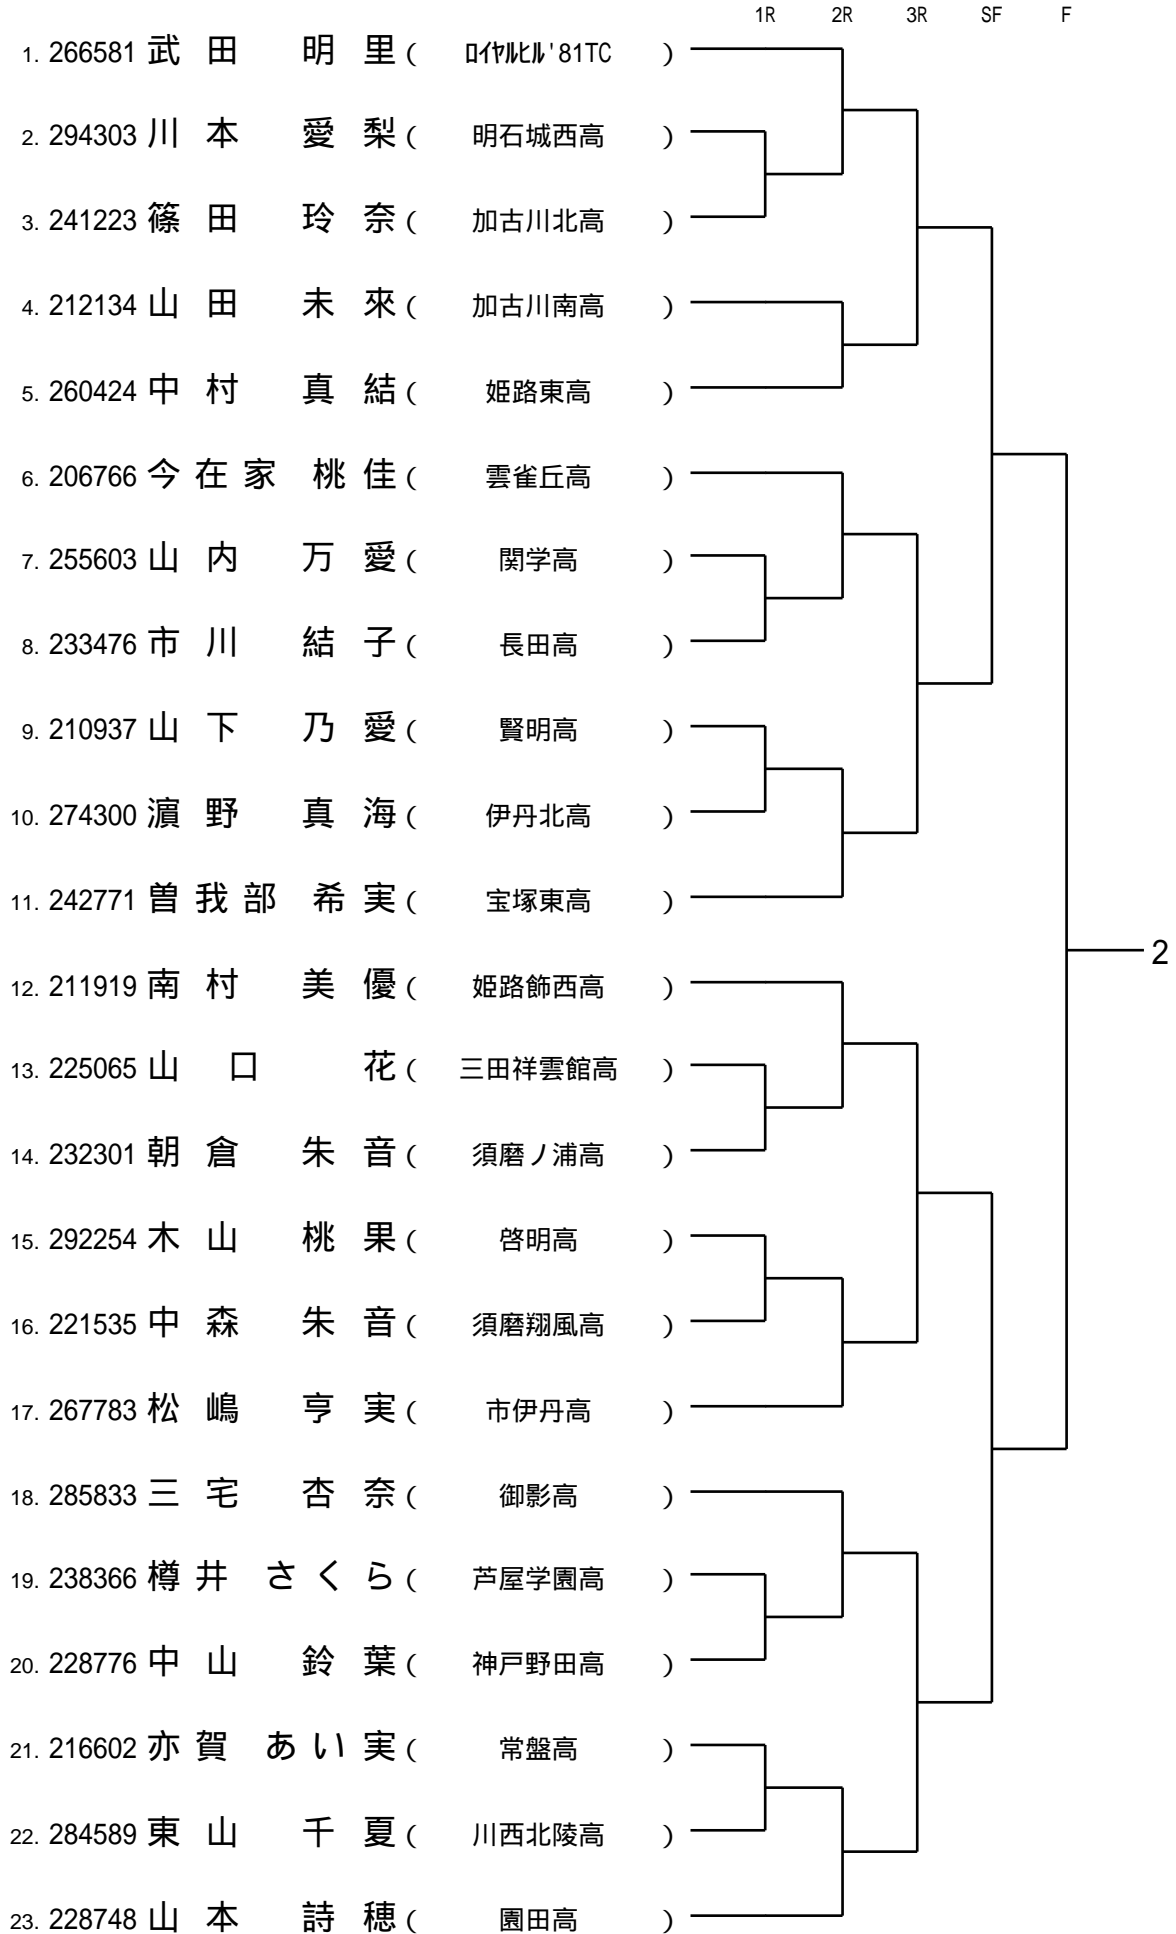 1R 2R 3R SF F
1. 266581 武田 明里 ( ﾛｲﾔﾙﾋﾙ'81TC )
2. 294303 川本 愛梨 ( 明石城西高 )
3. 241223 篠田 玲奈 ( 加古川北高 )
4. 212134 山田 未來 ( 加古川南高 )
5. 260424 中村 真結 ( 姫路東高 )
6. 206766 今在家 桃佳 ( 雲雀丘高 )
7. 255603 山内 万愛 ( 関学高 )
8. 233476 市川 結子 ( 長田高 )
9. 210937 山下 乃愛 ( 賢明高 )
10. 274300 濵野 真海 ( 伊丹北高 )
11. 242771 曽我部 希実 ( 宝塚東高 )
2
12. 211919 南村 美優 ( 姫路飾西高 )
13. 225065 山口 花 ( 三田祥雲館高 )
14. 232301 朝倉 朱音 ( 須磨ノ浦高 )
15. 292254 木山 桃果 ( 啓明高 )
16. 221535 中森 朱音 ( 須磨翔風高 )
17. 267783 松嶋 亨実 ( 市伊丹高 )
18. 285833 三宅 杏奈 ( 御影高 )
19. 238366 樽井 さくら ( 芦屋学園高 )
20. 228776 中山 鈴葉 ( 神戸野田高 )
21. 216602 亦賀 あい実 ( 常盤高 )
22. 284589 東山 千夏 ( 川西北陵高 )
23. 228748 山本 詩穂 ( 園田高 )